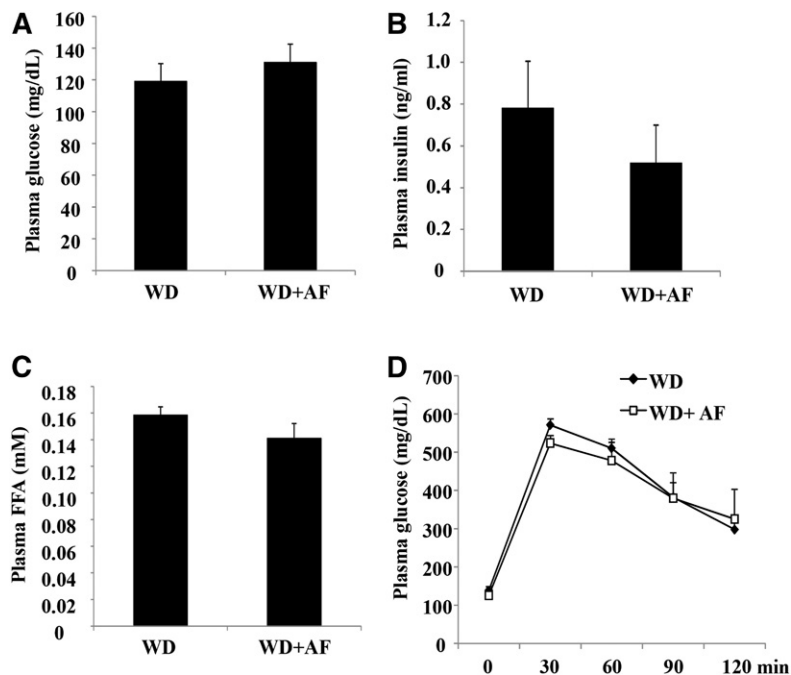 A
Plasma glucose (mg/dL)
160
140
120
100
80
60
40
20
0
WD
WD+AF
B
Plasma insulin (ng/ml)
1.2
1
0.8
0.6
0.4
0.2
0
WD
WD+AF
C
Plasma FFA (mM)
0.18
0.16
0.14
0.12
0.10
0.08
0.06
0.04
0.02
0
WD
WD+AF
D
Plasma glucose (mg/dL)
700
600
500
400
300
200
100
0
WD
WD+ AF
0 30 60 90 120 min